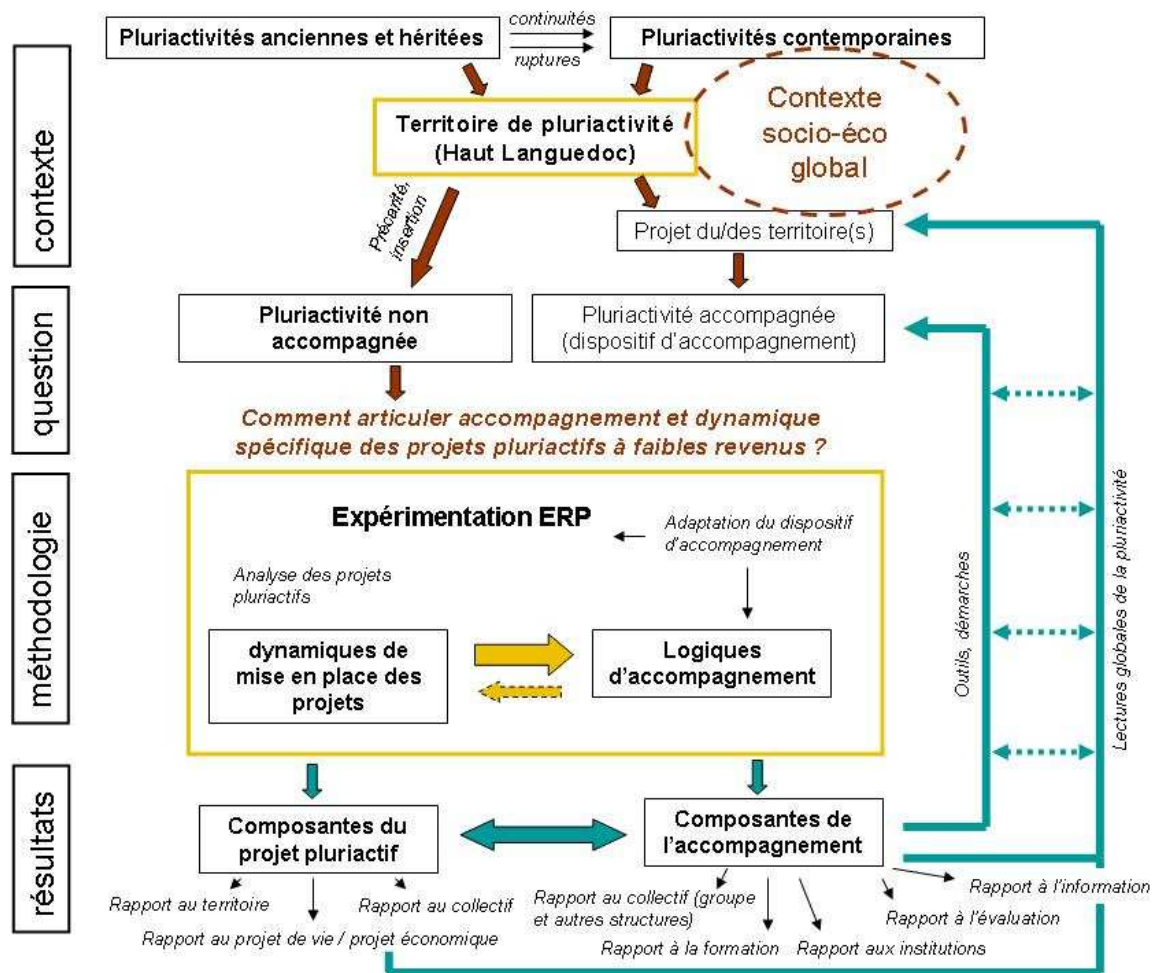 contexte
Pluriactivités anciennes et héritées
continuités
ruptures
Pluriactivités contemporaines
Territoire de pluriactivité
(Haut Languedoc)
Contexte
socio-éco
global
Précarité,
insertion
Projet du/des territoire(s)
question
Pluriactivité non
accompagnée
Pluriactivité accompagnée
(dispositif d'accompagnement)
Comment articuler accompagnement et dynamique
spécifique des projets pluriactifs à faibles revenus ?
méthodologie
Expérimentation ERP
Adaptation du dispositif
d'accompagnement
Analyse des projets
pluriactifs
dynamiques de
mise en place des
projets
Logiques
d'accompagnement
Outils, démarches
Lectures globales de la pluriactivité
résultats
Composantes du
projet pluriactif
Composantes de
l'accompagnement
Rapport au territoire
Rapport au collectif
Rapport au projet de vie / projet économique
Rapport au collectif (groupe
et autres structures)
Rapport à la formation
Rapport aux institutions
Rapport à l'évaluation
Rapport à l'information